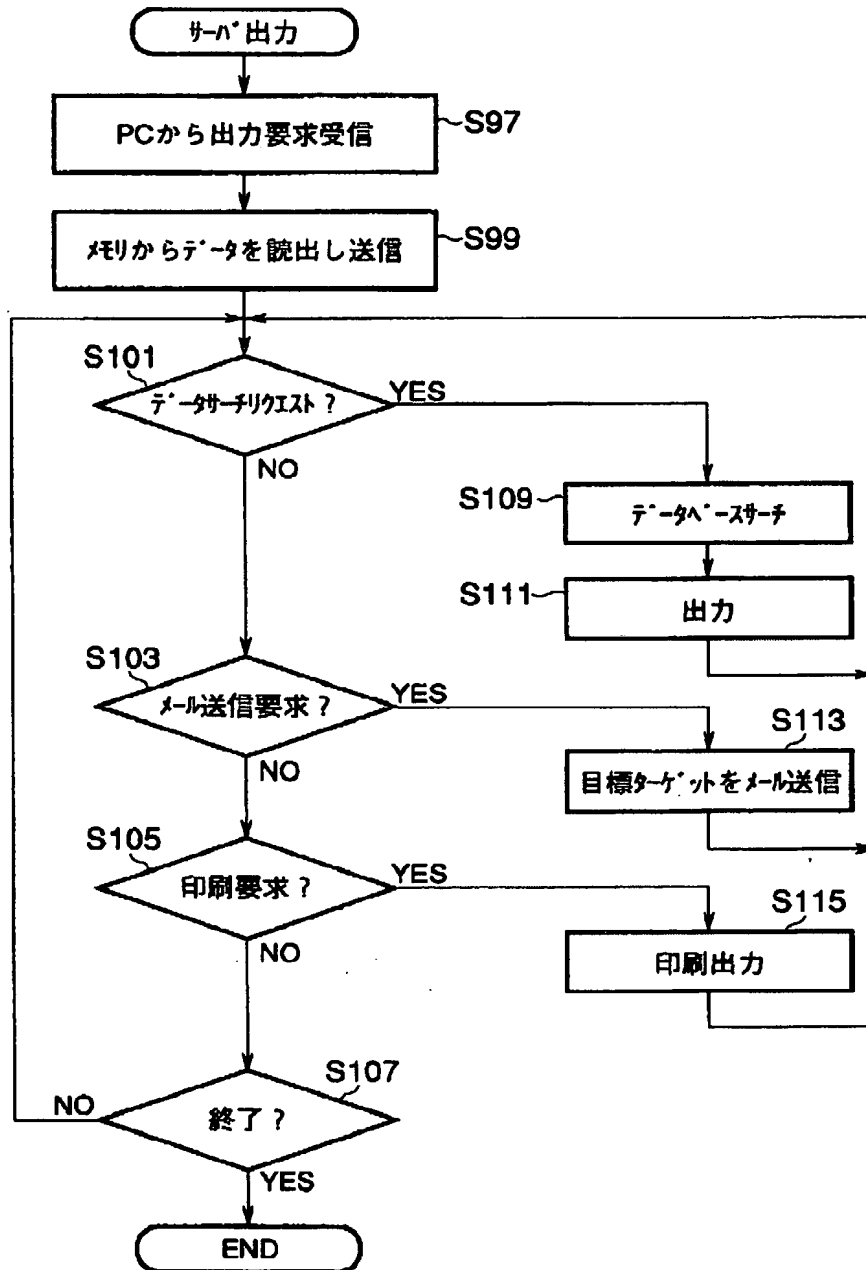 ｻｰﾊﾞ出力
PCから出力要求受信
S97
ﾒﾓﾘからﾃﾞｰﾀを読出し送信
S99
S101
ﾃﾞｰﾀｻｰﾁﾘｸｴｽﾄ？
YES
NO
S109
ﾃﾞｰﾀﾍﾞｰｽｻｰﾁ
S111
出力
S103
ﾒｰﾙ送信要求？
YES
NO
S113
目標ﾀｰｹﾞｯﾄをﾒｰﾙ送信
S105
印刷要求？
YES
NO
S115
印刷出力
S107
終了？
NO
YES
END